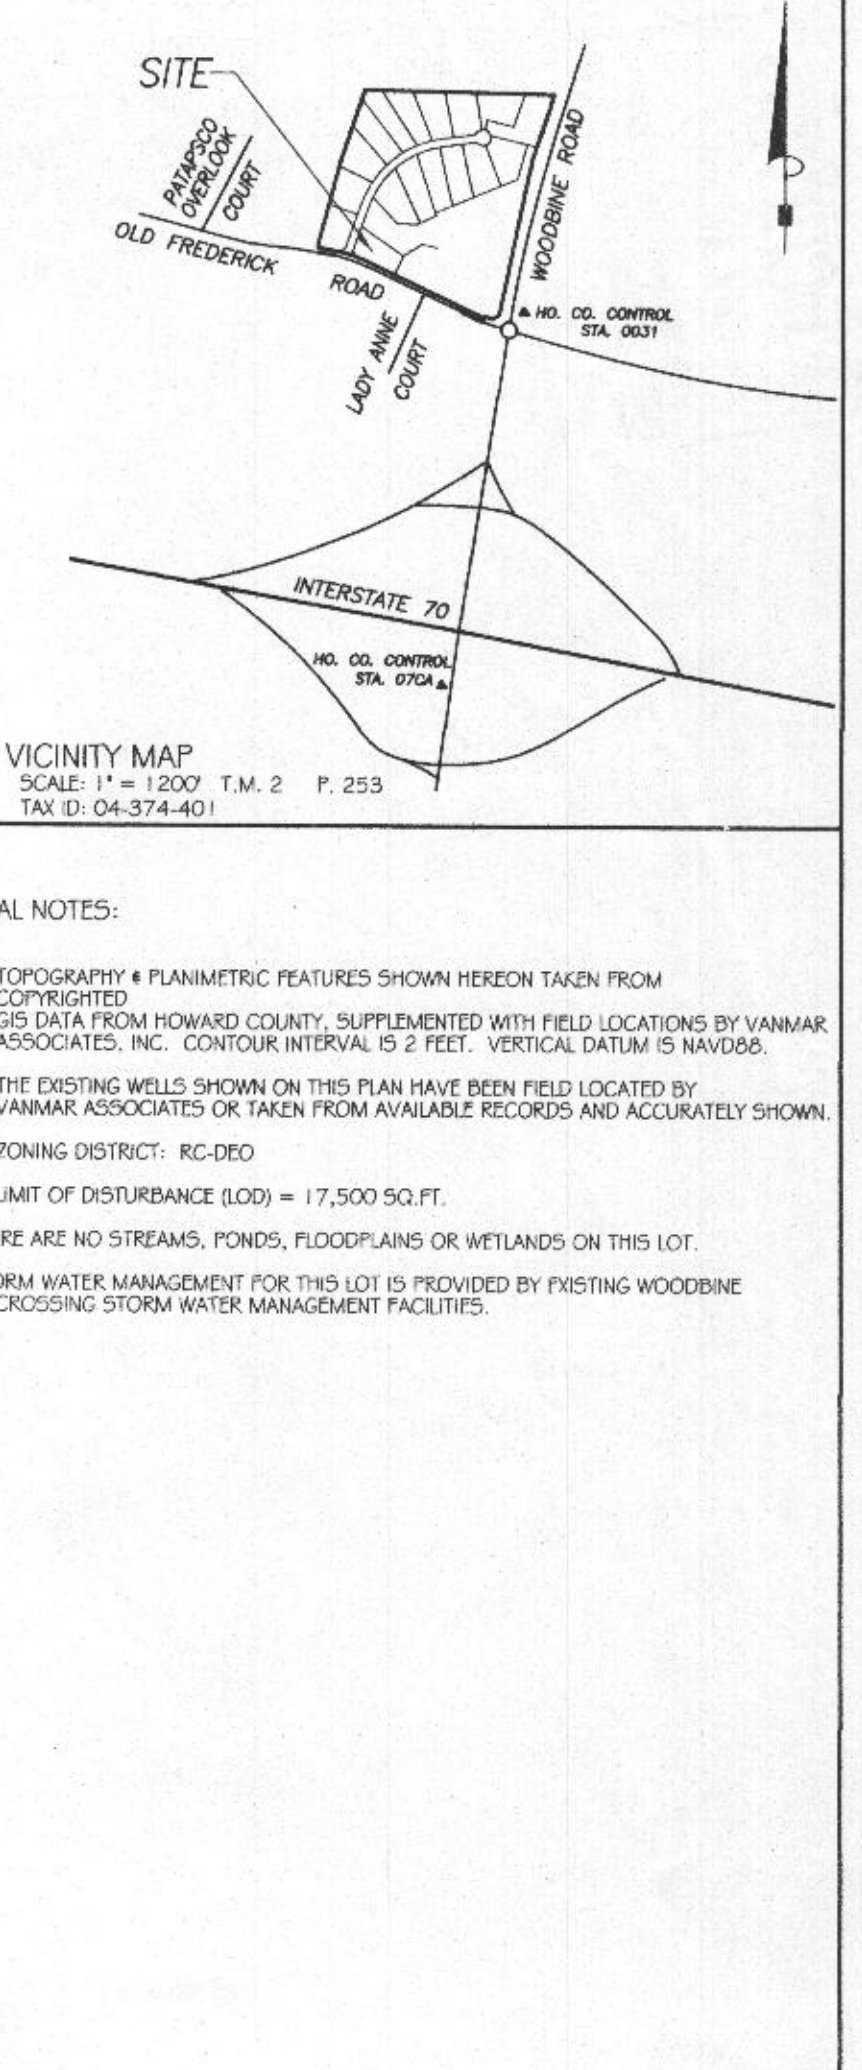 SITE
PATAPSCO
OVERLOOK
COURT
OLD FREDERICK
ROAD
WOODBINE ROAD
LADY ANNE
COURT
HO. CO. CONTROL
STA. 0031
INTERSTATE 70
HO. CO. CONTROL
STA. 07CA
VICINITY MAP
SCALE: 1" = 1200' T.M. 2 P. 253
TAX ID: 04-374-401
AL NOTES:
TOPOGRAPHY & PLANIMETRIC FEATURES SHOWN HEREON TAKEN FROM
COPYRIGHTED
GIS DATA FROM HOWARD COUNTY, SUPPLEMENTED WITH FIELD LOCATIONS BY VANMAR
ASSOCIATES, INC. CONTOUR INTERVAL IS 2 FEET. VERTICAL DATUM IS NAVD88.
THE EXISTING WELLS SHOWN ON THIS PLAN HAVE BEEN FIELD LOCATED BY
VANMAR ASSOCIATES OR TAKEN FROM AVAILABLE RECORDS AND ACCURATELY SHOWN.
ZONING DISTRICT: RC-DEO
LIMIT OF DISTURBANCE (LOD) = 17,500 SQ.FT.
RE ARE NO STREAMS, PONDS, FLOODPLAINS OR WETLANDS ON THIS LOT.
ORM WATER MANAGEMENT FOR THIS LOT IS PROVIDED BY EXISTING WOODBINE
CROSSING STORM WATER MANAGEMENT FACILITIES.